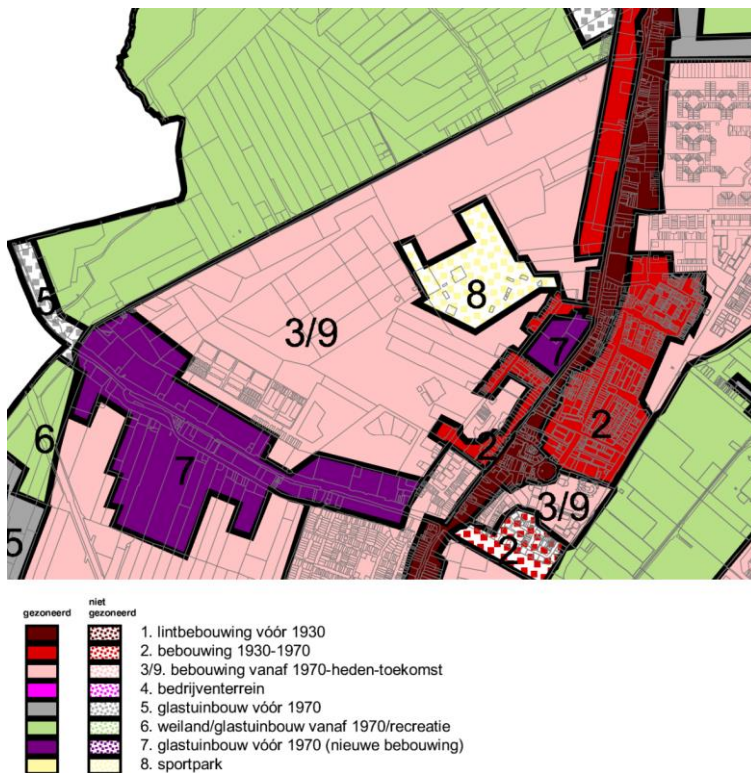 8
5
3/9
7
6
7
2
2
3/9
5
2
gezoneerd
niet
gezoneerd
1. lintbebouwing vóór 1930
2. bebouwing 1930-1970
3/9. bebouwing vanaf 1970-heden-toekomst
4. bedrijventerrein
5. glastuinbouw vóór 1970
6. weiland/glastuinbouw vanaf 1970/recreatie
7. glastuinbouw vóór 1970 (nieuwe bebouwing)
8. sportpark